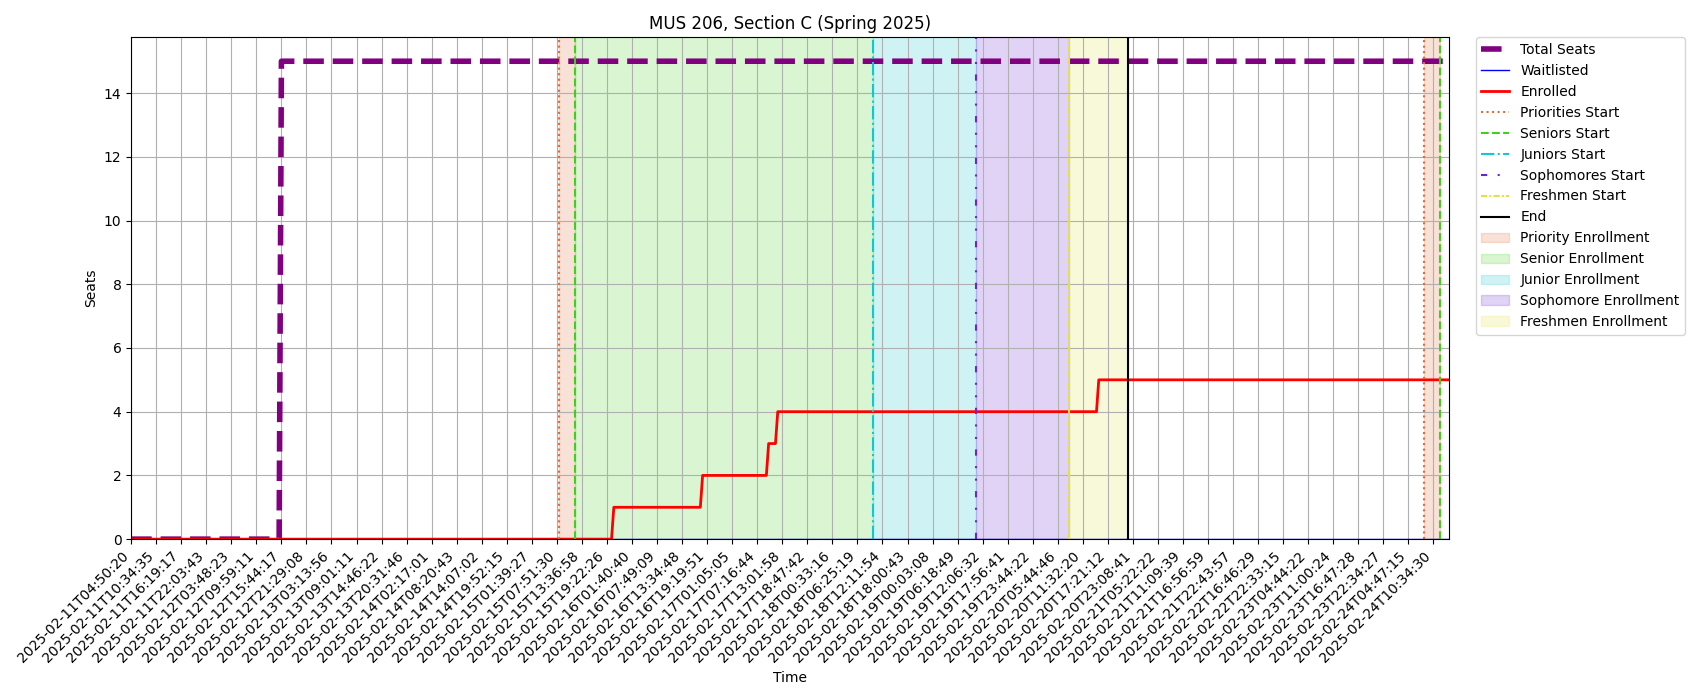 MUS 206, Section C (Spring 2025)
Seats
14
12
10
8
6
4
2
0
2025-02-11T04:50:20
2025-02-11T10:34:35
2025-02-11T16:19:17
2025-02-11T22:03:43
2025-02-12T03:48:23
2025-02-12T09:59:11
2025-02-12T15:44:17
2025-02-12T21:29:08
2025-02-13T03:13:56
2025-02-13T09:01:11
2025-02-13T14:46:22
2025-02-13T20:31:46
2025-02-14T02:17:01
2025-02-14T08:20:43
2025-02-14T14:07:02
2025-02-14T19:52:15
2025-02-15T01:39:27
2025-02-15T07:51:30
2025-02-15T13:36:58
2025-02-15T19:22:26
2025-02-16T01:40:40
2025-02-16T07:49:09
2025-02-16T13:34:48
2025-02-16T19:19:51
2025-02-17T01:05:05
2025-02-17T07:16:44
2025-02-17T13:01:58
2025-02-17T18:47:42
2025-02-18T00:33:16
2025-02-18T06:25:19
2025-02-18T12:11:54
2025-02-18T18:00:43
2025-02-19T00:03:08
2025-02-19T06:18:49
2025-02-19T12:06:32
2025-02-19T17:56:41
2025-02-19T23:44:22
2025-02-20T05:44:46
2025-02-20T11:32:20
2025-02-20T17:21:12
2025-02-20T23:08:41
2025-02-21T05:22:22
2025-02-21T11:09:39
2025-02-21T16:56:59
2025-02-21T22:43:57
2025-02-22T16:46:29
2025-02-22T22:33:15
2025-02-23T04:44:22
2025-02-23T11:00:24
2025-02-23T16:47:28
2025-02-23T22:34:27
2025-02-24T04:47:15
2025-02-24T10:34:30
Time
Total Seats
Waitlisted
Enrolled
Priorities Start
Seniors Start
Juniors Start
Sophomores Start
Freshmen Start
End
Priority Enrollment
Senior Enrollment
Junior Enrollment
Sophomore Enrollment
Freshmen Enrollment